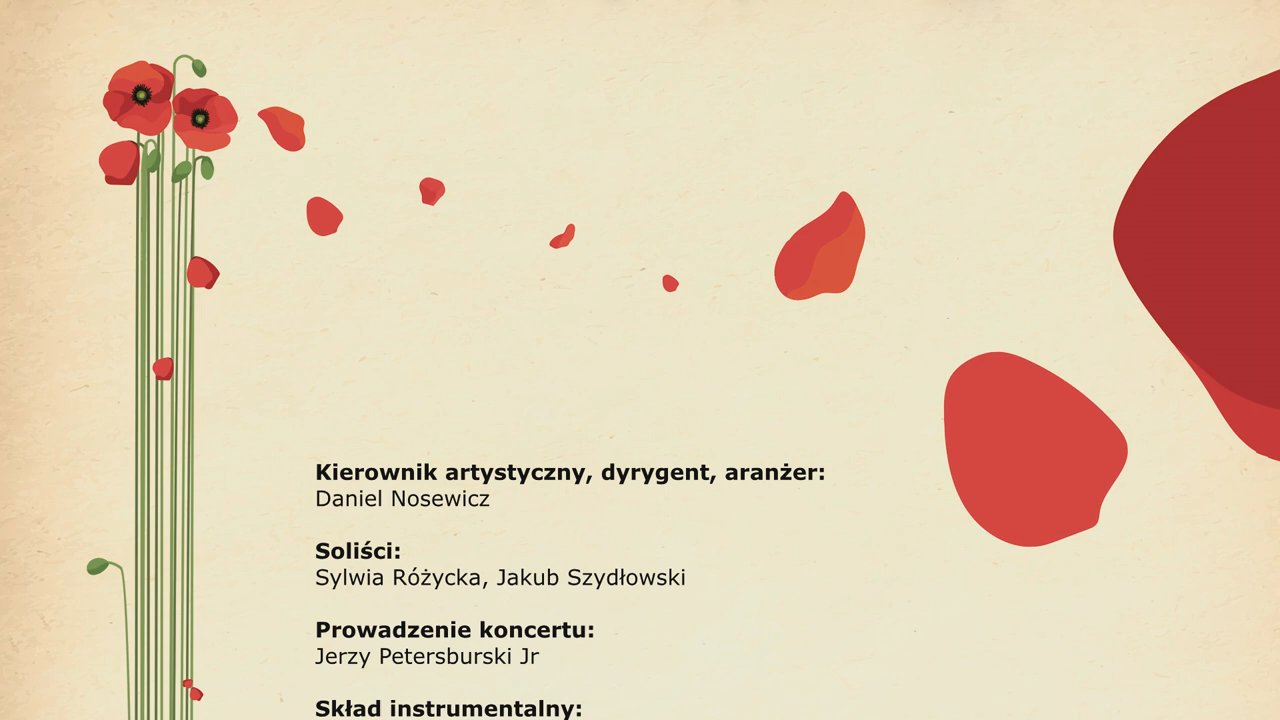 Kierownik artystyczny, dyrygent, aranżer:
Daniel Nosewicz
Soliści:
Sylwia Różycka, Jakub Szydłowski
Prowadzenie koncertu:
Jerzy Petersburski Jr
Skład instrumentalny: